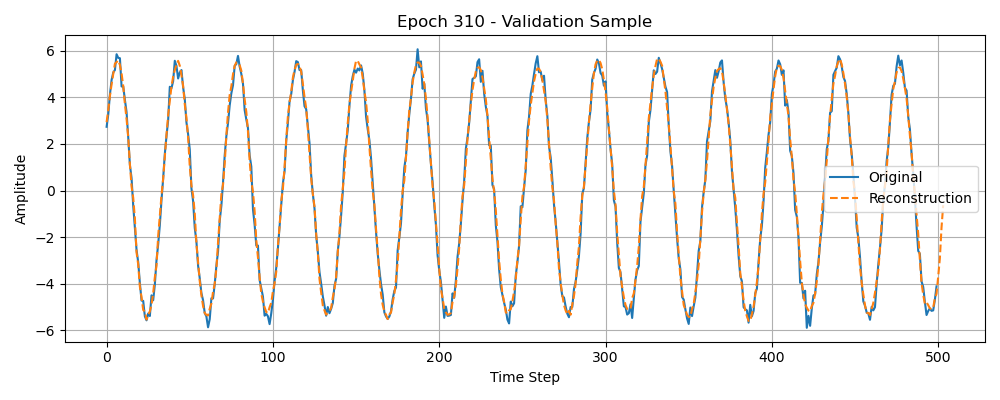 Epoch 310 - Validation Sample
Amplitude
6
4
2
0
−2
−4
−6
Original
Reconstruction
0 100 200 300 400 500
Time Step